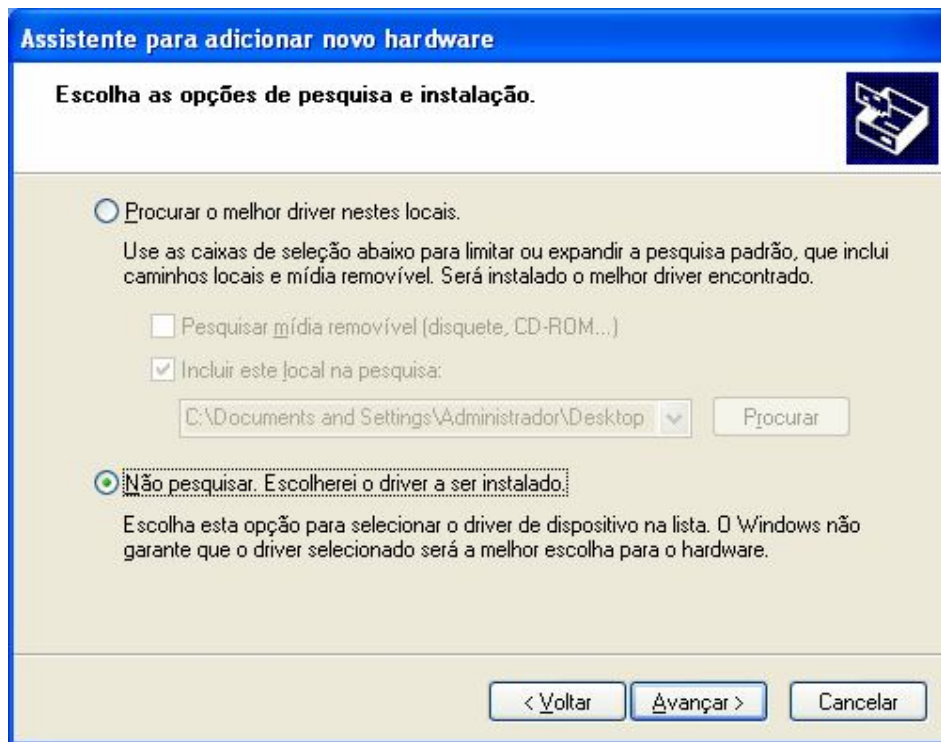 Assistente para adicionar novo hardware
Escolha as opções de pesquisa e instalação.
Procurar o melhor driver nestes locais.
Use as caixas de seleção abaixo para limitar ou expandir a pesquisa padrão, que inclui
caminhos locais e mídia removível. Será instalado o melhor driver encontrado.
Pesquisar mídia removível (disquete, CD-ROM...)
Incluir este local na pesquisa:
C:\Documents and Settings\Administrador\Desktop
Procurar
Não pesquisar. Escolherei o driver a ser instalado.
Escolha esta opção para selecionar o driver de dispositivo na lista. O Windows não
garante que o driver selecionado será a melhor escolha para o hardware.
< Voltar
Avançar >
Cancelar